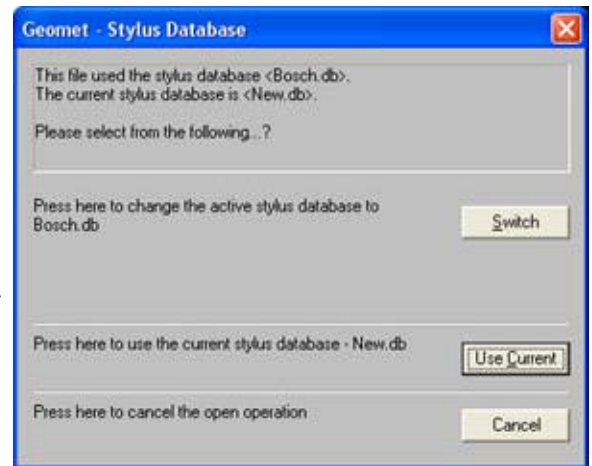 Geomet - Stylus Database
This file used the stylus database <Bosch.db>.
The current stylus database is <New.db>.
Please select from the following...?
Press here to change the active stylus database to
Bosch.db
Switch
Press here to use the current stylus database - New.db
Use Current
Press here to cancel the open operation
Cancel